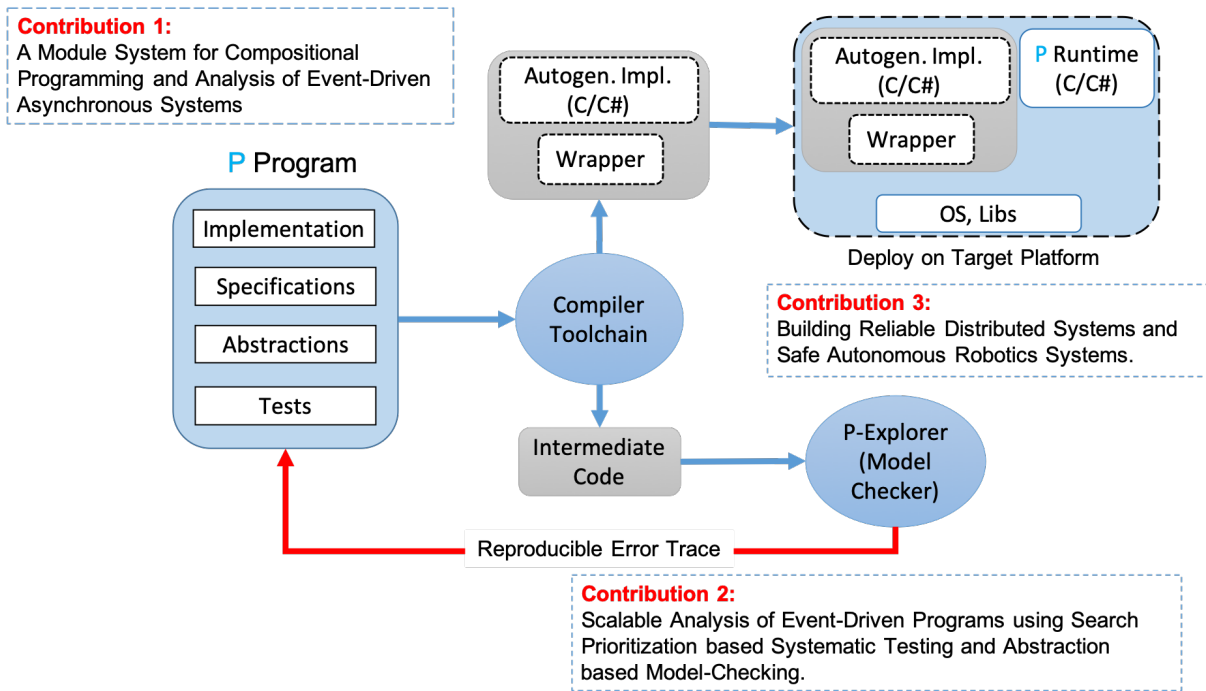 Contribution 1:
A Module System for Compositional
Programming and Analysis of Event-Driven
Asynchronous Systems
P Program
Implementation
Specifications
Abstractions
Tests
Autogen. Impl.
(C/C#)
Wrapper
Autogen. Impl.
(C/C#)
Wrapper
P Runtime
(C/C#)
OS, Libs
Deploy on Target Platform
Compiler
Toolchain
Contribution 3:
Building Reliable Distributed Systems and
Safe Autonomous Robotics Systems.
Intermediate
Code
P-Explorer
(Model
Checker)
Reproducible Error Trace
Contribution 2:
Scalable Analysis of Event-Driven Programs using Search
Prioritization based Systematic Testing and Abstraction
based Model-Checking.